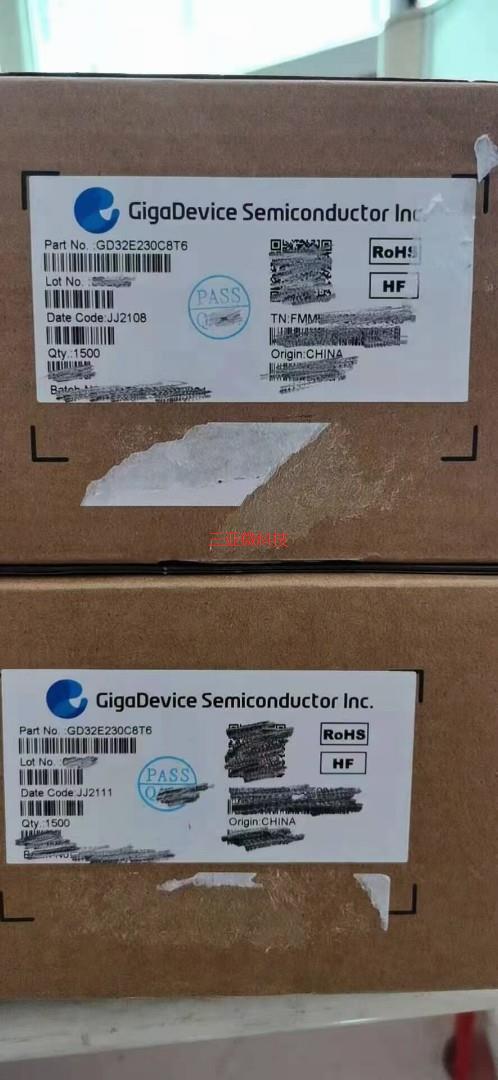 GigaDevice Semiconductor Inc.
Part No. :GD32E230C8T6
RoHS
Lot No. :
HF
PASS
Date Code:JJ2108
TN:FMM
Qty.:1500
Origin:CHINA
三亚微科技
GigaDevice Semiconductor Inc.
Part No. :GD32E230C8T6
RoHS
Lot No. :
HF
PASS
Date Code:JJ2111
Qty.:1500
Origin:CHINA